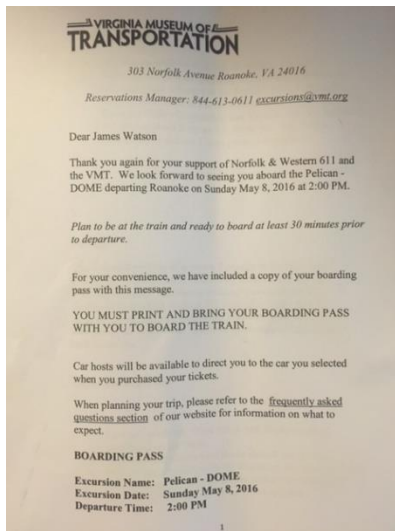 VIRGINIA MUSEUM OF
TRANSPORTATION
303 Norfolk Avenue Roanoke, VA 24016
Reservations Manager: 844-613-0611 excursions@vmt.org
Dear James Watson
Thank you again for your support of Norfolk & Western 611 and
the VMT. We look forward to seeing you aboard the Pelican -
DOME departing Roanoke on Sunday May 8, 2016 at 2:00 PM.
Plan to be at the train and ready to board at least 30 minutes prior
to departure.
For your convenience, we have included a copy of your boarding
pass with this message.
YOU MUST PRINT AND BRING YOUR BOARDING PASS
WITH YOU TO BOARD THE TRAIN.
Car hosts will be available to direct you to the car you selected
when you purchased your tickets.
When planning your trip, please refer to the frequently asked
questions section of our website for information on what to
expect.
BOARDING PASS
Excursion Name: Pelican - DOME
Excursion Date: Sunday May 8, 2016
Departure Time: 2:00 PM
1